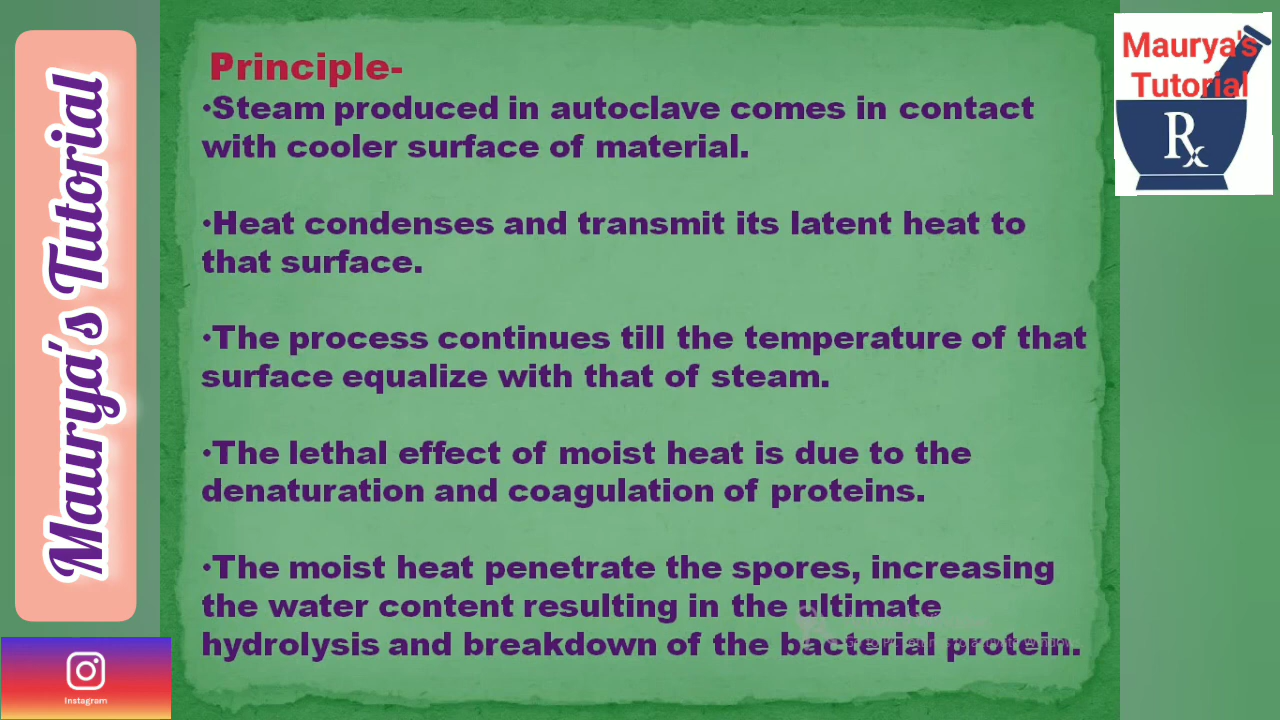 Maurya's Tutorial
Principle-
•Steam produced in autoclave comes in contact
with cooler surface of material.
•Heat condenses and transmit its latent heat to
that surface.
•The process continues till the temperature of that
surface equalize with that of steam.
•The lethal effect of moist heat is due to the
denaturation and coagulation of proteins.
•The moist heat penetrate the spores, increasing
the water content resulting in the ultimate
hydrolysis and breakdown of the bacterial protein.
Maurya's
Tutorial
Rx
Instagram